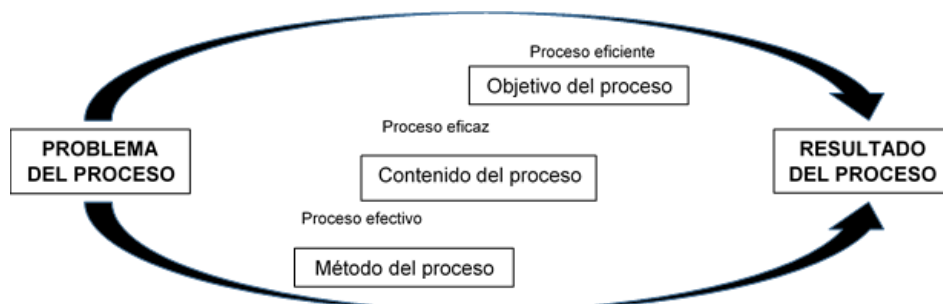 Proceso eficiente
Objetivo del proceso
Proceso eficaz
PROBLEMA
DEL PROCESO
Contenido del proceso
RESULTADO
DEL PROCESO
Proceso efectivo
Método del proceso